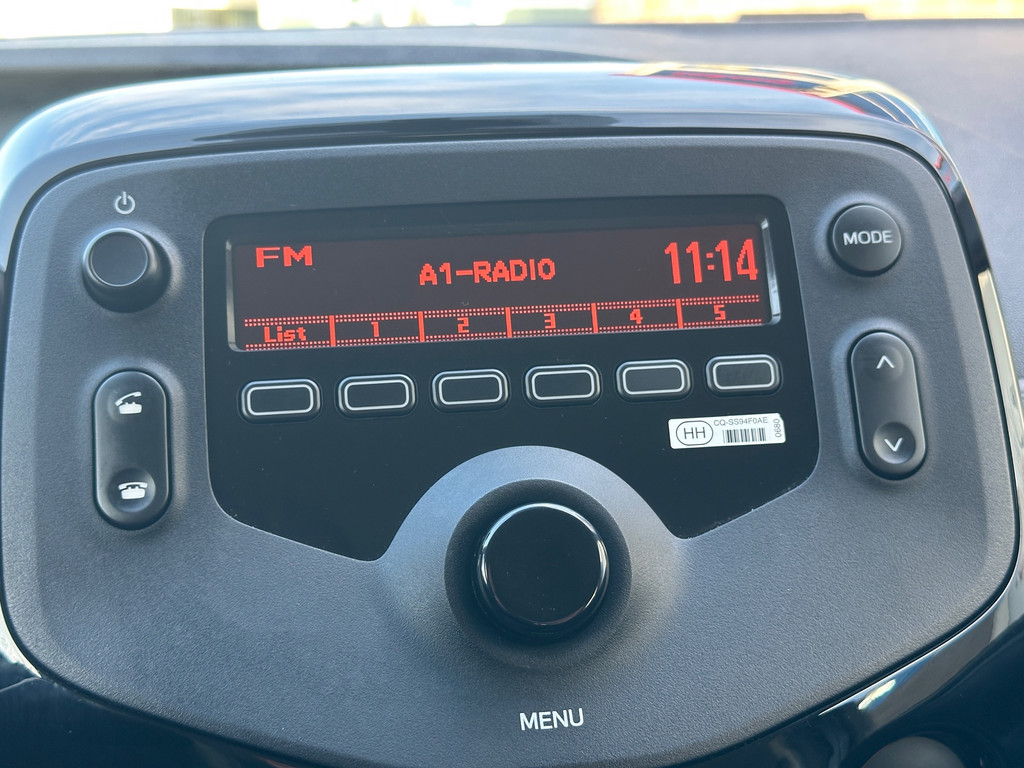 FM
A1-RADIO
11:14
MODE
List 1 2 3 4 5
HH
CQ-SS94F0AE
0680
MENU